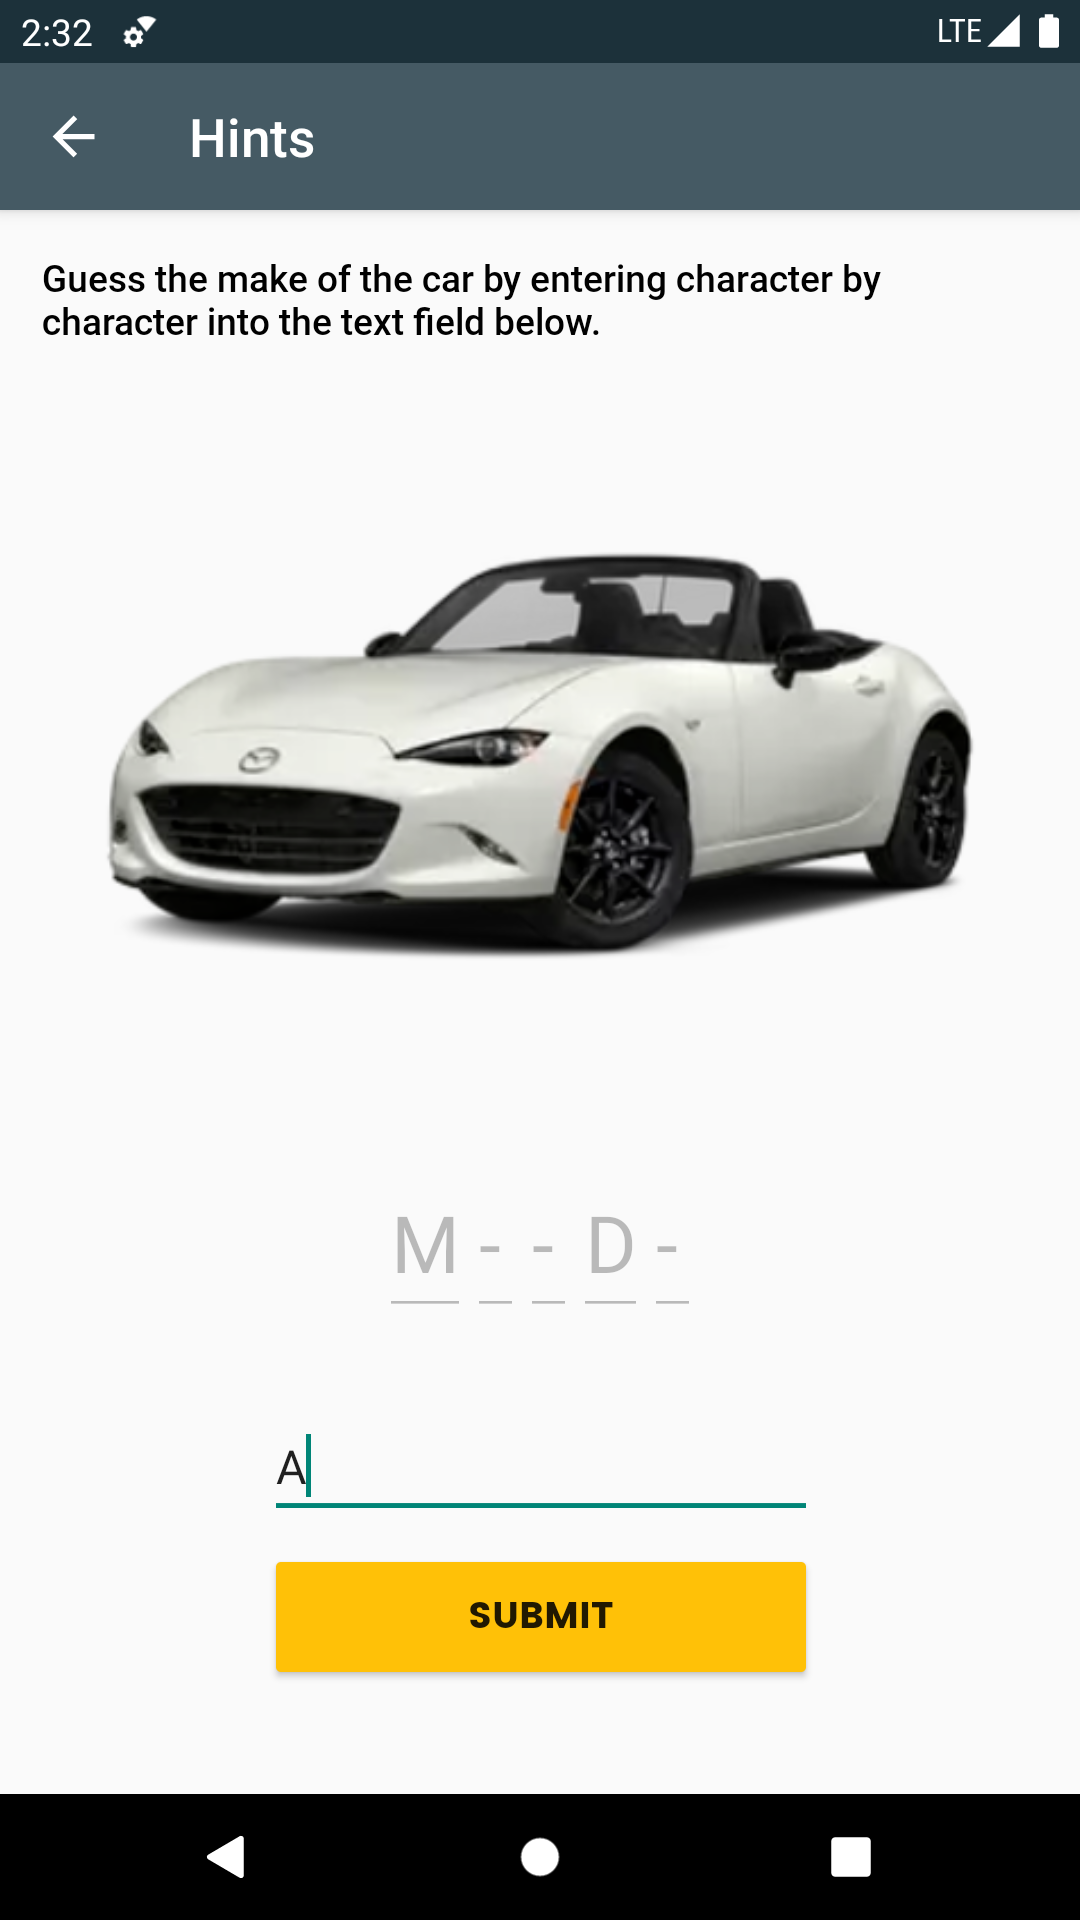 2:32 LTE
Hints
Guess the make of the car by entering character by
character into the text field below.
M - - D -
A
SUBMIT